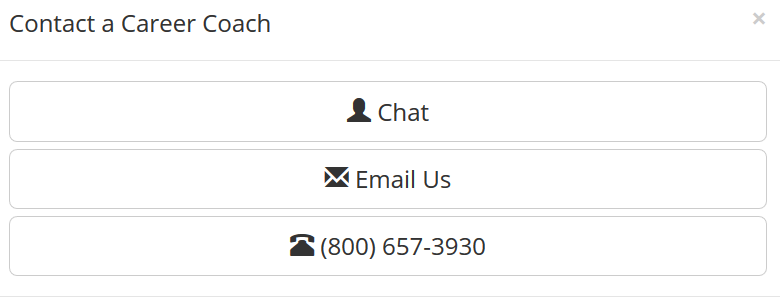 Contact a Career Coach
×
Chat
Email Us
(800) 657-3930